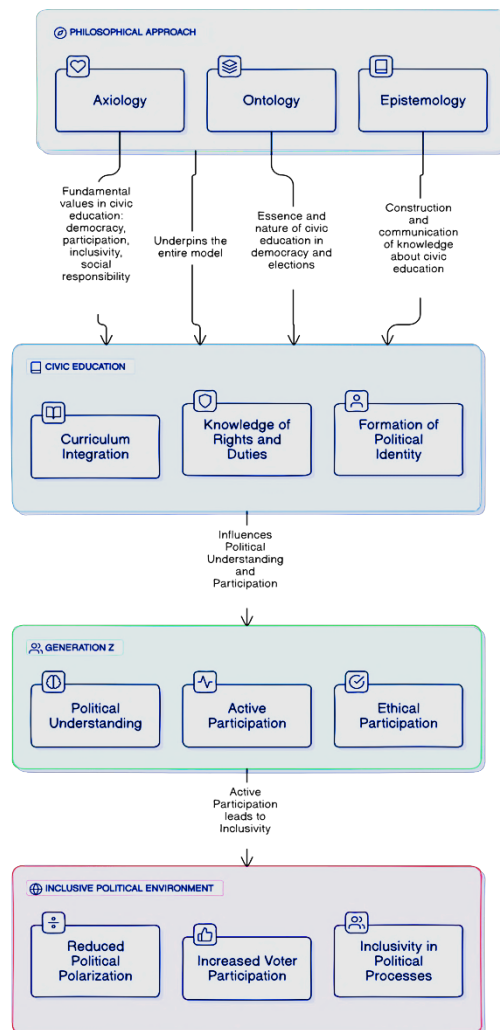 PHILOSOPHICAL APPROACH
Axiology
Ontology
Epistemology
Fundamental
values in civic
education:
democracy,
participation,
inclusivity,
social
responsibility
Underpins the
entire model
Essence and
nature of civic
education in
democracy and
elections
Construction
and
communication
of knowledge
about civic
education
CIVIC EDUCATION
Curriculum
Integration
Knowledge of
Rights and
Duties
Formation of
Political
Identity
Influences
Political
Understanding
and
Participation
GENERATION Z
Political
Understanding
Active
Participation
Ethical
Participation
Active
Participation
leads to
Inclusivity
INCLUSIVE POLITICAL ENVIRONMENT
Reduced
Political
Polarization
Increased Voter
Participation
Inclusivity in
Political
Processes